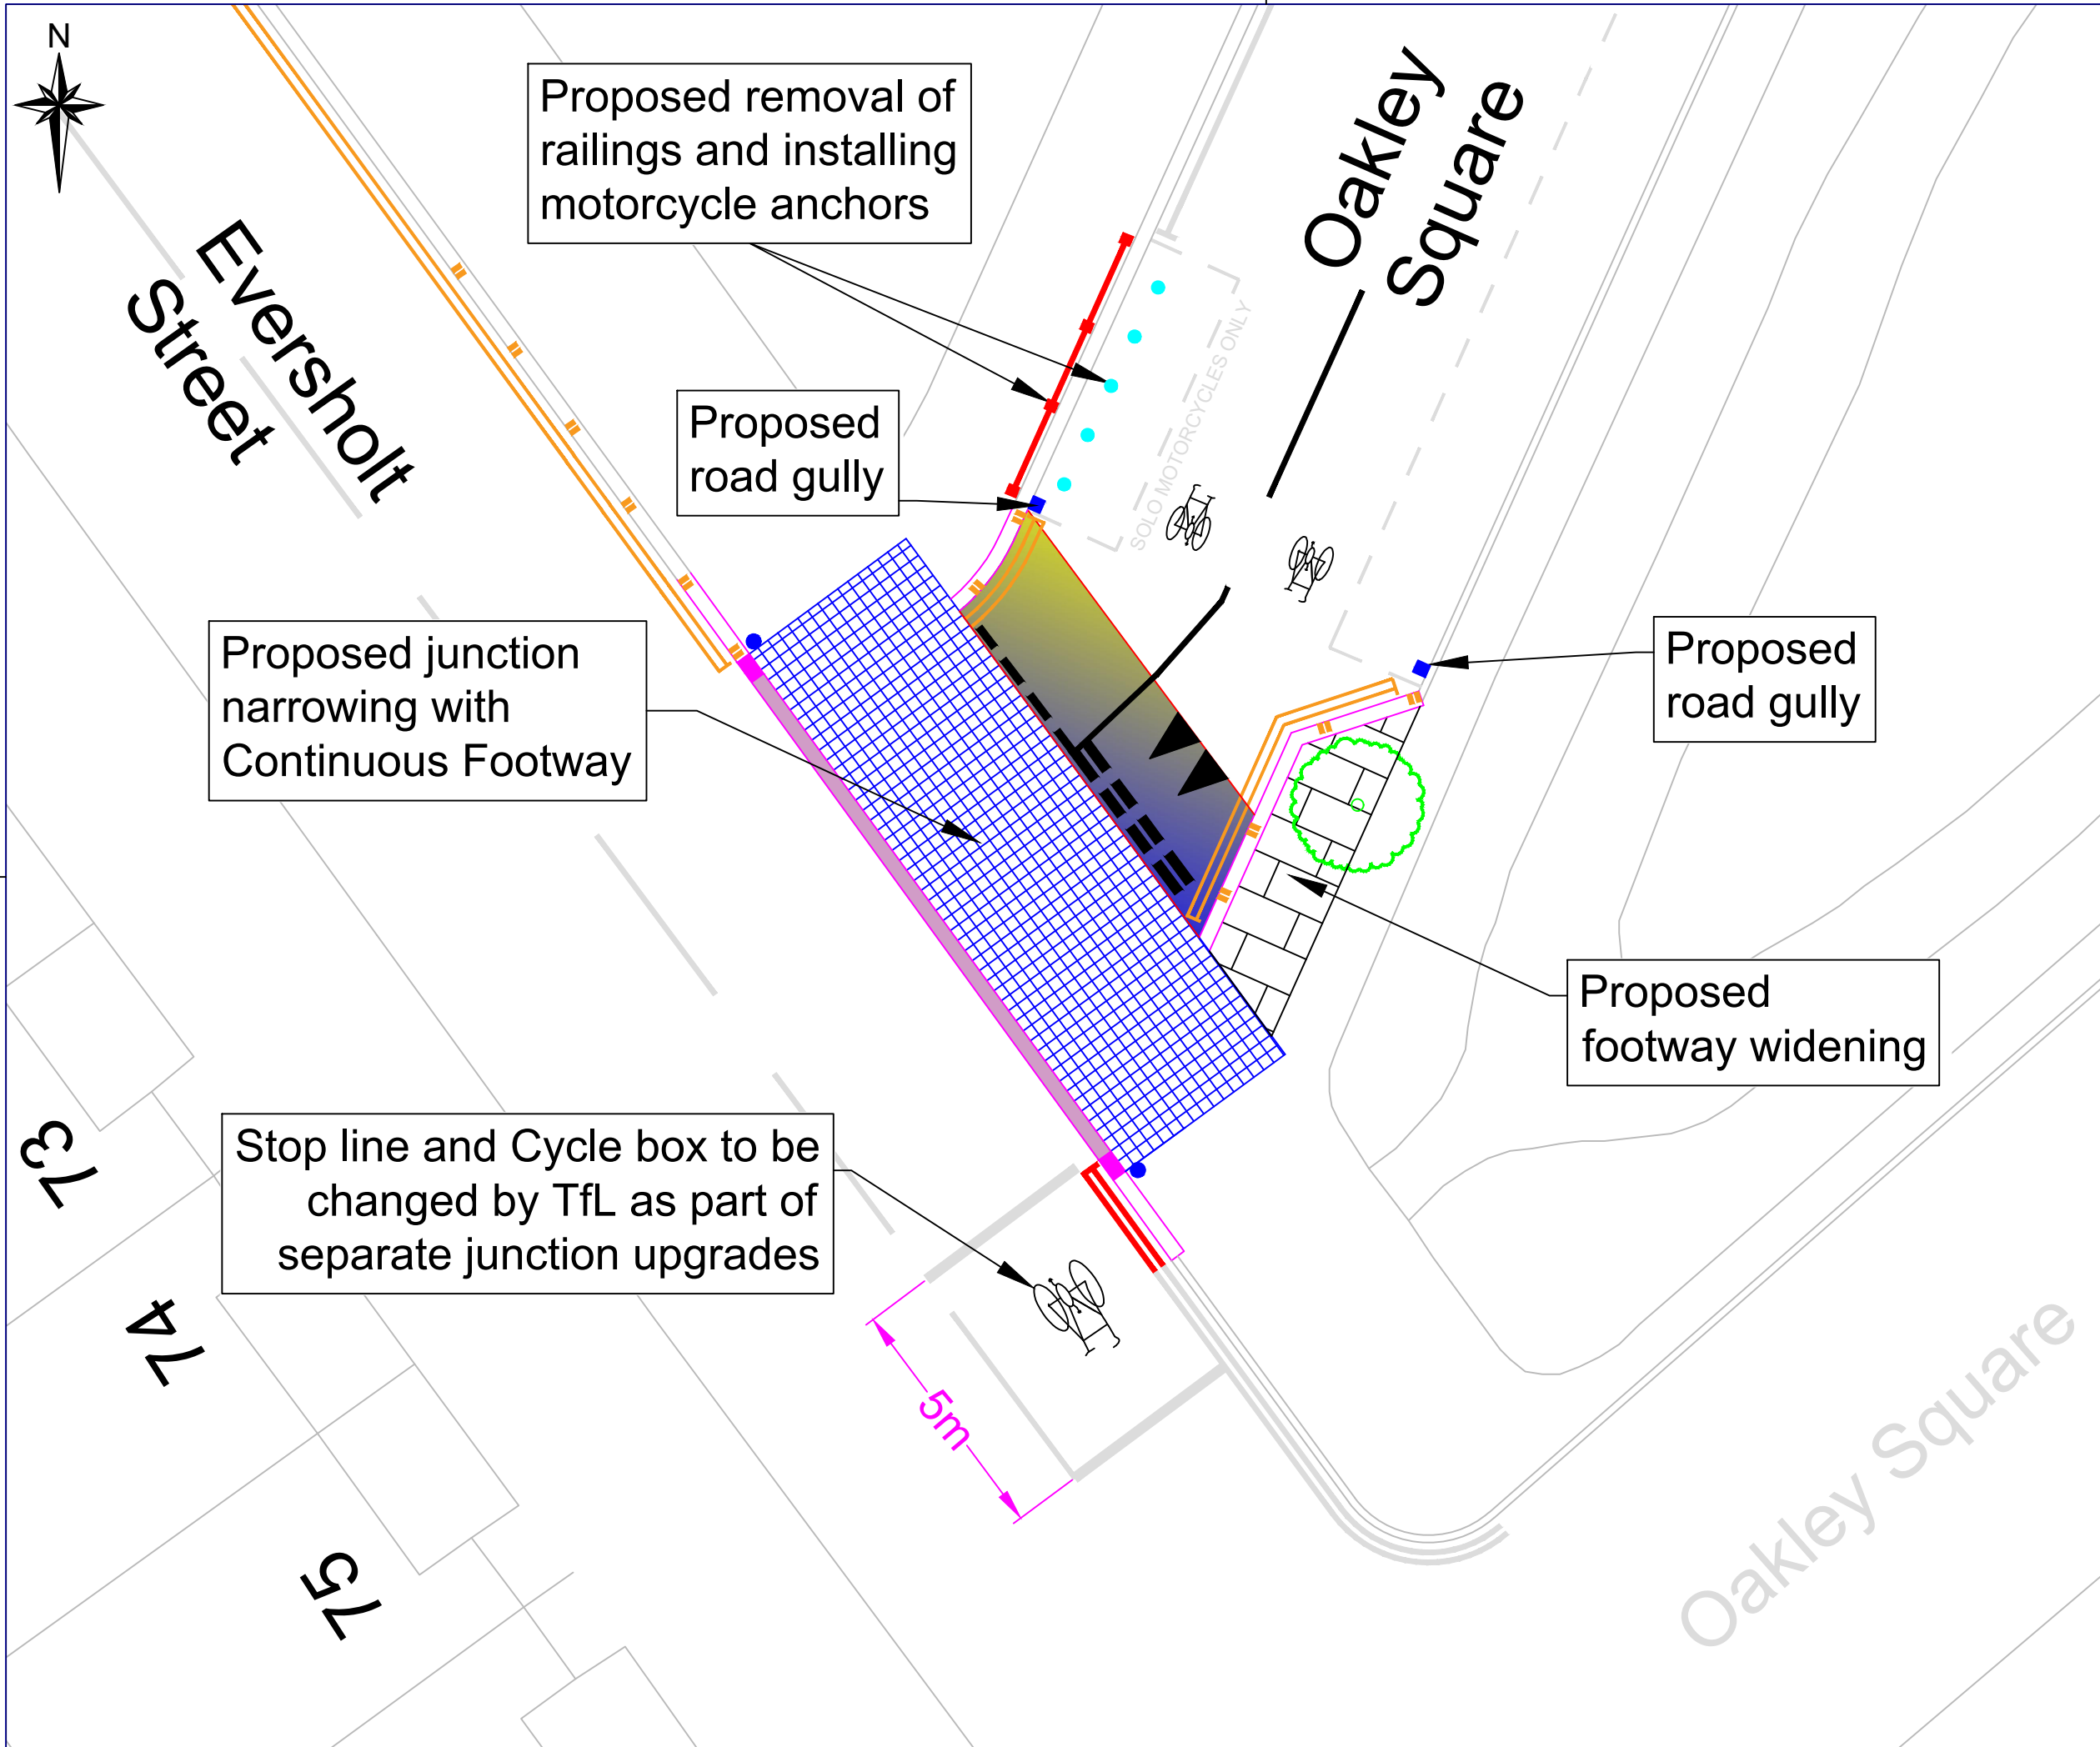 N
Proposed removal of
railings and installing
motorcycle anchors
Oakley
Square
Eversholt
Street
SOLO MOTORCYCLES ONLY
Proposed
road gully
Proposed junction
narrowing with
Continuous Footway
Proposed
road gully
Proposed
footway widening
Stop line and Cycle box to be
changed by TfL as part of
separate junction upgrades
73
74
75
5m
Oakley Square